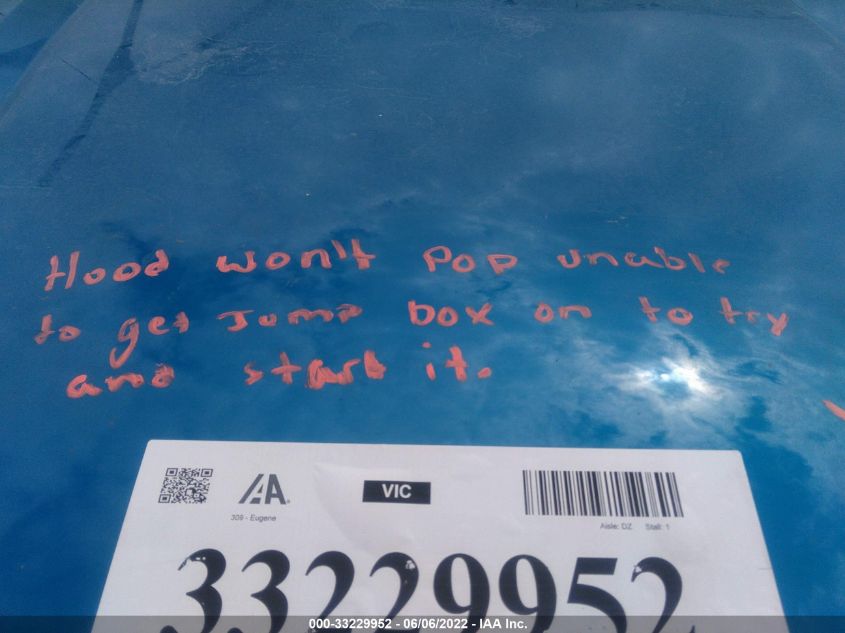 Hood won't pop unable
to get Jump box on to try
and start it.
IAA
VIC
309 - Eugene
Aisle: DZ Stall: 1
33229952
000-33229952 - 06/06/2022 - IAA Inc.